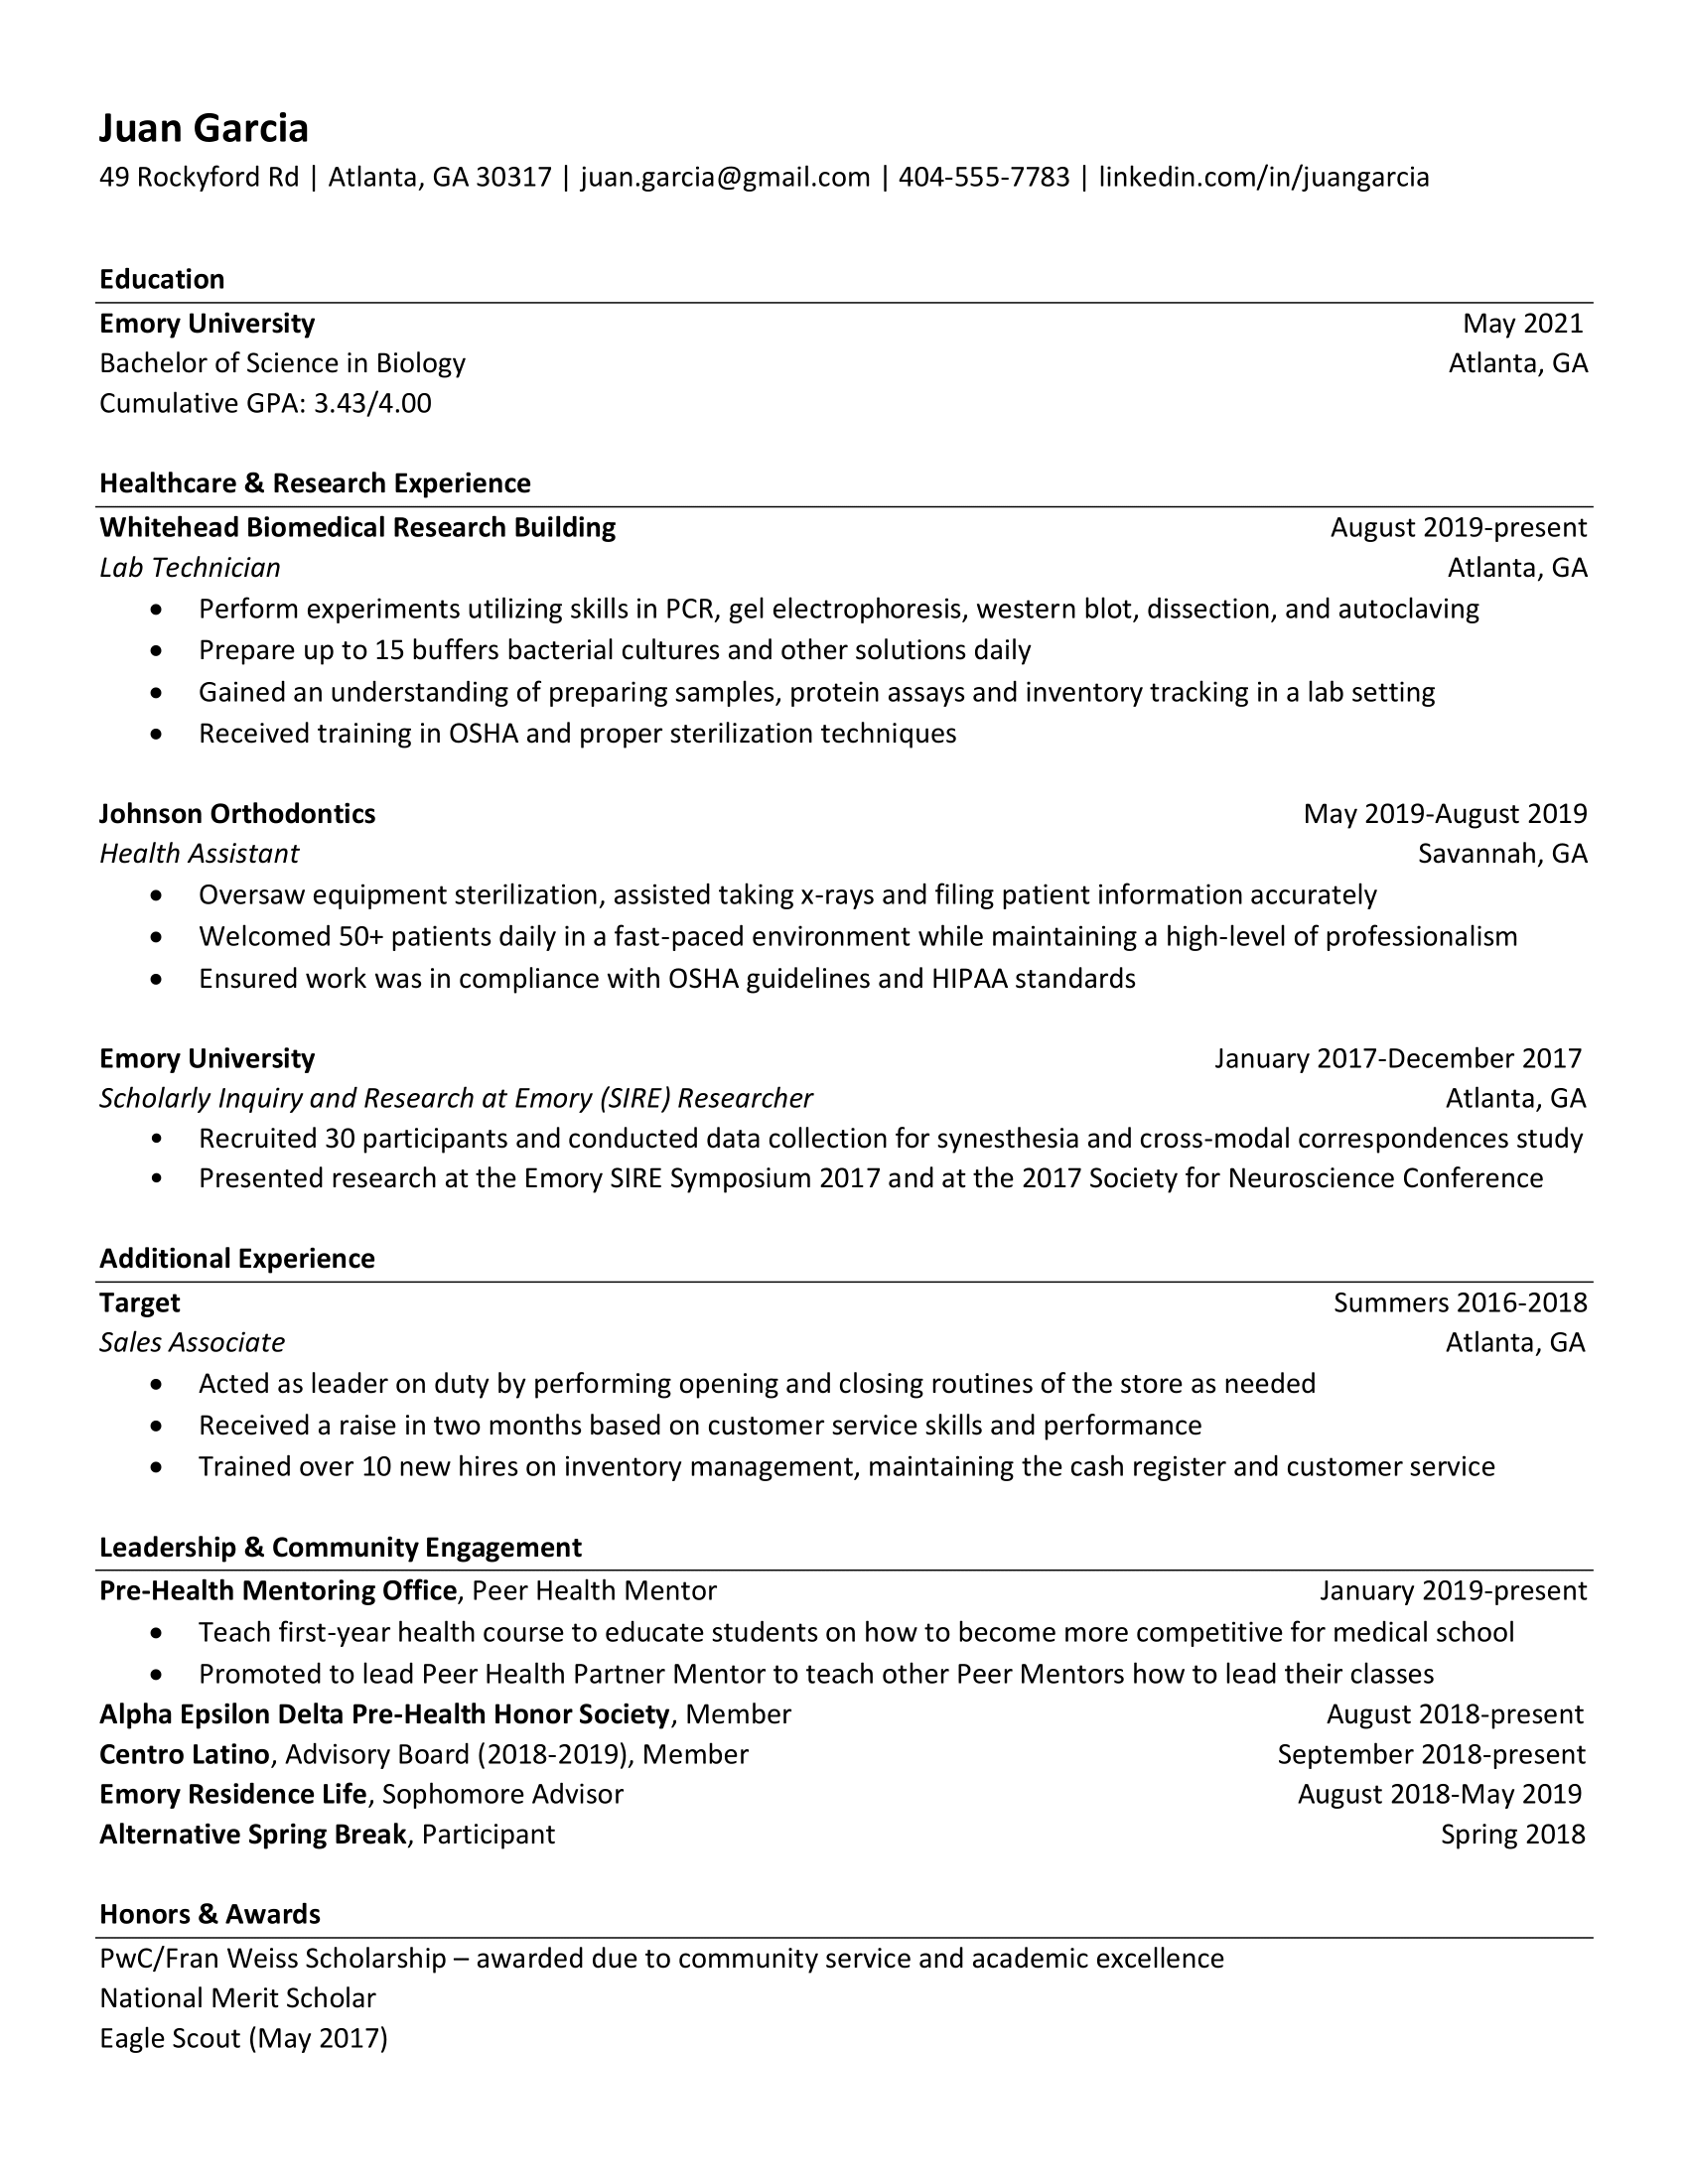 Juan Garcia
49 Rockyford Rd | Atlanta, GA 30317 | juan.garcia@gmail.com | 404-555-7783 | linkedin.com/in/juangarcia
Education
Emory University May 2021
Bachelor of Science in Biology Atlanta, GA
Cumulative GPA: 3.43/4.00
Healthcare & Research Experience
Whitehead Biomedical Research Building August 2019-present
Lab Technician Atlanta, GA
• Perform experiments utilizing skills in PCR, gel electrophoresis, western blot, dissection, and autoclaving
• Prepare up to 15 buffers bacterial cultures and other solutions daily
• Gained an understanding of preparing samples, protein assays and inventory tracking in a lab setting
• Received training in OSHA and proper sterilization techniques
Johnson Orthodontics May 2019-August 2019
Health Assistant Savannah, GA
• Oversaw equipment sterilization, assisted taking x-rays and filing patient information accurately
• Welcomed 50+ patients daily in a fast-paced environment while maintaining a high-level of professionalism
• Ensured work was in compliance with OSHA guidelines and HIPAA standards
Emory University January 2017-December 2017
Scholarly Inquiry and Research at Emory (SIRE) Researcher Atlanta, GA
• Recruited 30 participants and conducted data collection for synesthesia and cross-modal correspondences study
• Presented research at the Emory SIRE Symposium 2017 and at the 2017 Society for Neuroscience Conference
Additional Experience
Target Summers 2016-2018
Sales Associate Atlanta, GA
• Acted as leader on duty by performing opening and closing routines of the store as needed
• Received a raise in two months based on customer service skills and performance
• Trained over 10 new hires on inventory management, maintaining the cash register and customer service
Leadership & Community Engagement
Pre-Health Mentoring Office, Peer Health Mentor January 2019-present
• Teach first-year health course to educate students on how to become more competitive for medical school
• Promoted to lead Peer Health Partner Mentor to teach other Peer Mentors how to lead their classes
Alpha Epsilon Delta Pre-Health Honor Society, Member August 2018-present
Centro Latino, Advisory Board (2018-2019), Member September 2018-present
Emory Residence Life, Sophomore Advisor August 2018-May 2019
Alternative Spring Break, Participant Spring 2018
Honors & Awards
PwC/Fran Weiss Scholarship – awarded due to community service and academic excellence
National Merit Scholar
Eagle Scout (May 2017)